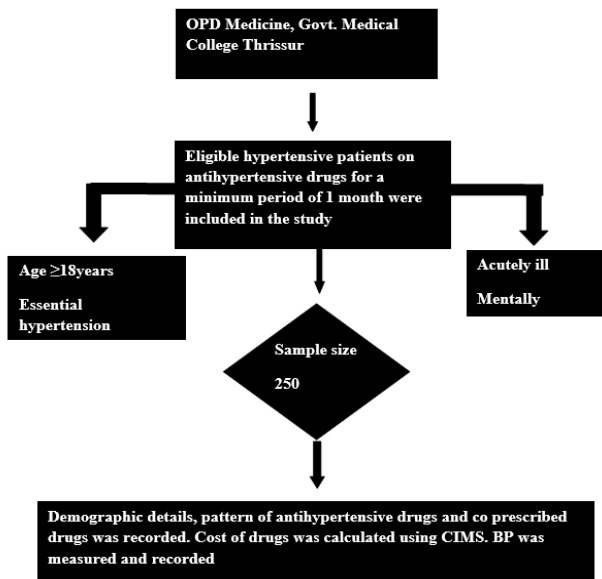 OPD Medicine, Govt. Medical
College Thrissur
Eligible hypertensive patients on
antihypertensive drugs for a
minimum period of 1 month were
included in the study
Age ≥18years
Essential
hypertension
Acutely ill
Mentally
Sample size
250
Demographic details, pattern of antihypertensive drugs and co prescribed
drugs was recorded. Cost of drugs was calculated using CIMS. BP was
measured and recorded